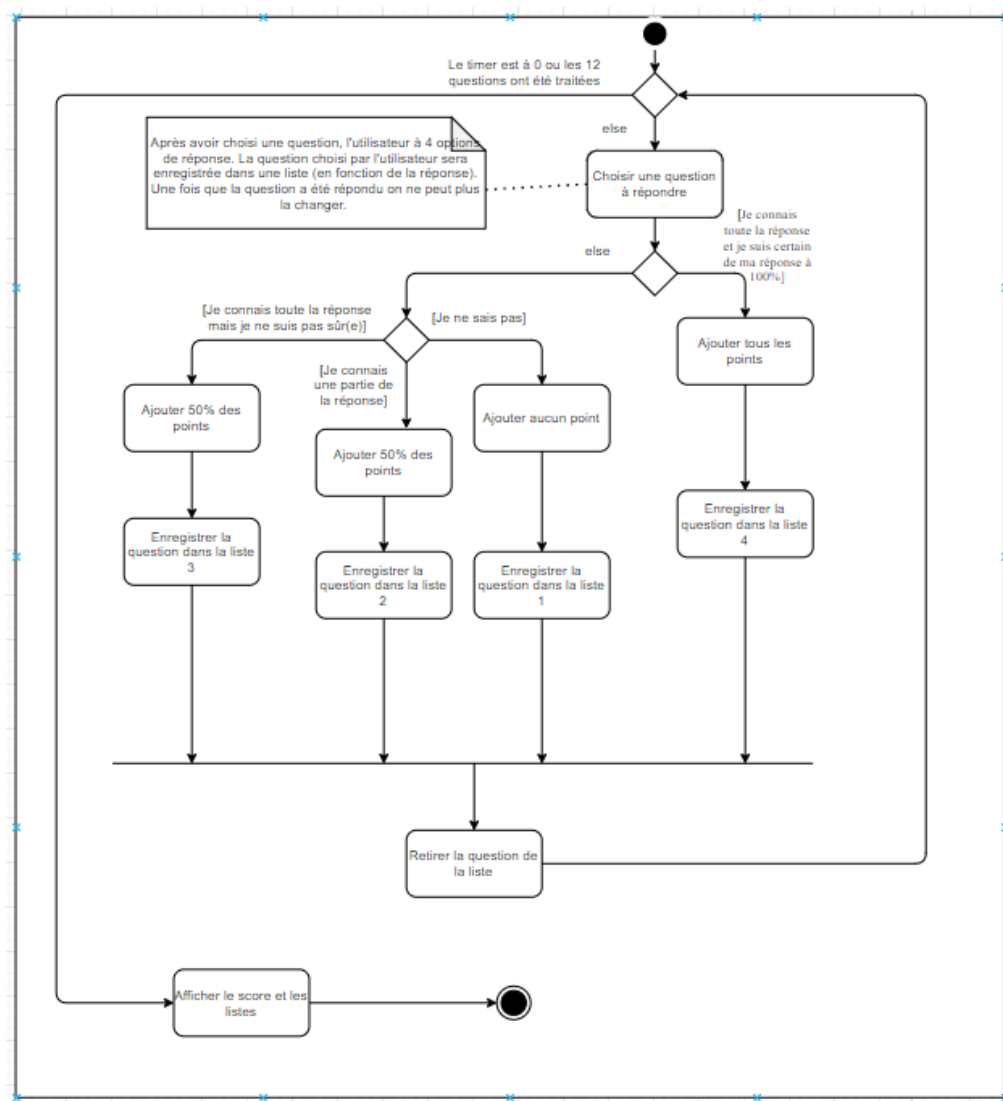 Le timer est à 0 ou les 12
questions ont été traitées
else
Après avoir choisi une question, l'utilisateur à 4 options
de réponse. La question choisi par l'utilisateur sera
enregistrée dans une liste (en fonction de la réponse).
Une fois que la question a été répondu on ne peut plus
la changer.
Choisir une question
à répondre
[Je connais
toute la réponse
et je suis certain
de ma réponse à
100%]
else
[Je connais toute la réponse
mais je ne suis pas sûr(e)]
[Je ne sais pas]
[Je connais
une partie de
la réponse]
Ajouter tous les
points
Ajouter 50% des
points
Ajouter 50% des
points
Ajouter aucun point
Enregistrer la
question dans la liste
3
Enregistrer la
question dans la liste
2
Enregistrer la
question dans la liste
1
Enregistrer la
question dans la liste
4
Retirer la question de
la liste
Afficher le score et les
listes